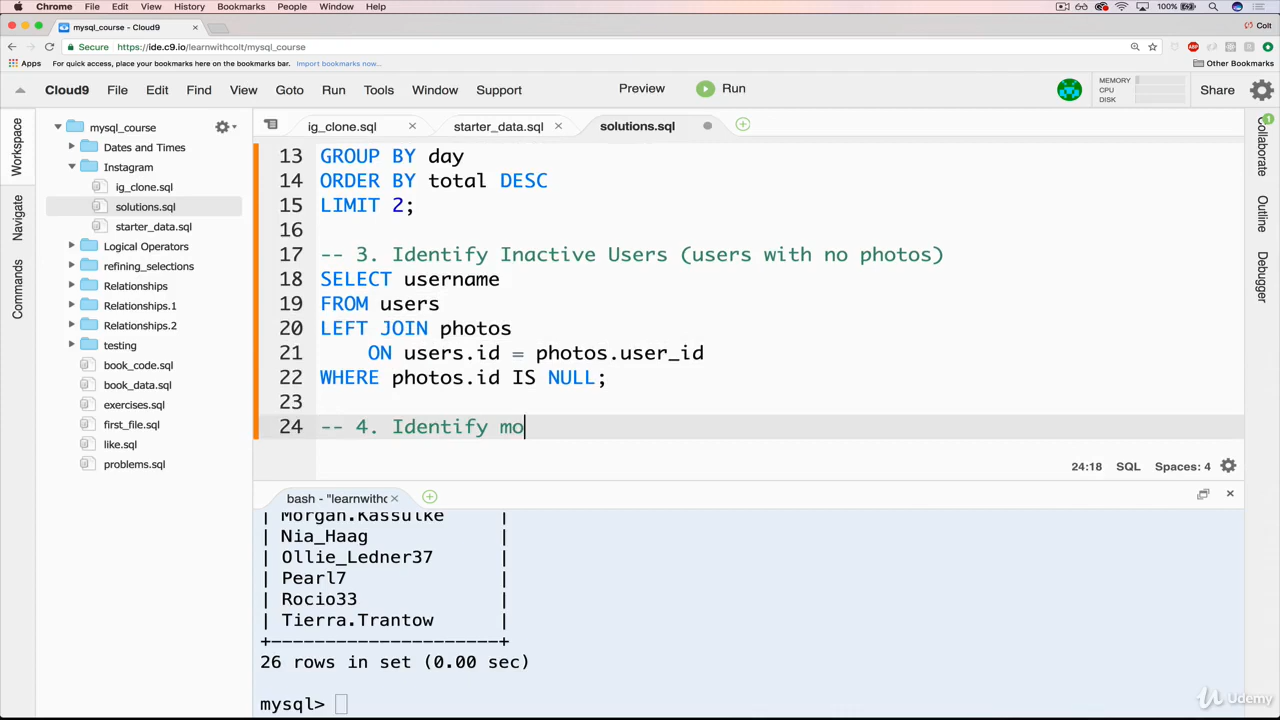 Chrome File Edit View History Bookmarks People Window Help 100% Colt
mysql_course - Cloud9
Secure https://ide.c9.io/learnwithcolt/mysql_course
Apps For quick access, place your bookmarks here on the bookmarks bar. Import bookmarks now... Other Bookmarks
Cloud9 File Edit Find View Goto Run Tools Window Support Preview Run MEMORY CPU DISK Share
Workspace
Navigate
Commands
mysql_course
Dates and Times
Instagram
ig_clone.sql
solutions.sql
starter_data.sql
Logical Operators
refining_selections
Relationships
Relationships.1
Relationships.2
testing
book_code.sql
book_data.sql
exercises.sql
first_file.sql
like.sql
problems.sql
ig_clone.sql starter_data.sql solutions.sql
13 GROUP BY day
14 ORDER BY total DESC
15 LIMIT 2;
16
17 -- 3. Identify Inactive Users (users with no photos)
18 SELECT username
19 FROM users
20 LEFT JOIN photos
21 ON users.id = photos.user_id
22 WHERE photos.id IS NULL;
23
24 -- 4. Identify mo
24:18 SQL Spaces: 4
bash - "learnwithc
| Morgan.Kassulke |
| Nia_Haag |
| Ollie_Ledner37 |
| Pearl7 |
| Rocio33 |
| Tierra.Trantow |
+---------------------+
26 rows in set (0.00 sec)
mysql>
Collaborate
1
Outline
Debugger
Udemy